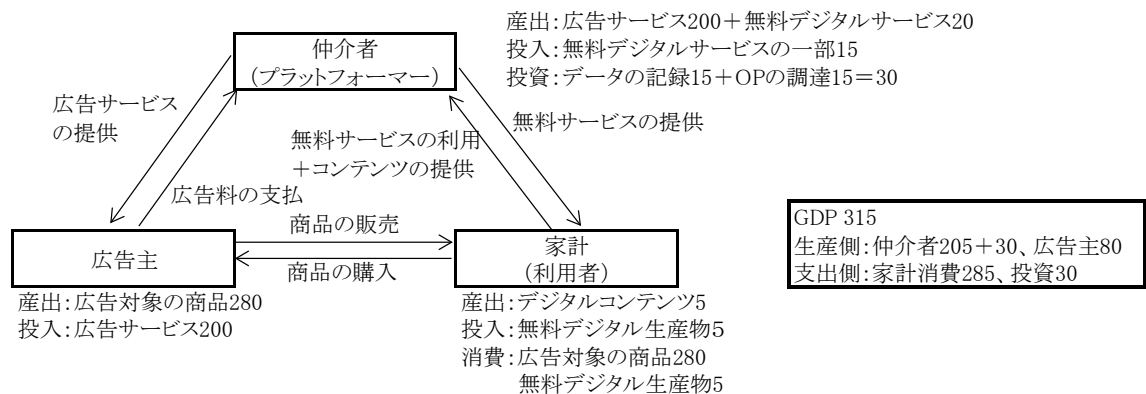 産出:広告サービス200＋無料デジタルサービス20
投入:無料デジタルサービスの一部15
投資:データの記録15＋OPの調達15＝30
仲介者
(プラットフォーマー)
広告サービス
の提供
無料サービスの提供
無料サービスの利用
＋コンテンツの提供
広告料の支払
商品の販売
広告主
商品の購入
家計
(利用者)
産出:広告対象の商品280
投入:広告サービス200
産出:デジタルコンテンツ5
投入:無料デジタル生産物5
消費:広告対象の商品280
無料デジタル生産物5
GDP 315
生産側:仲介者205＋30、広告主80
支出側:家計消費285、投資30